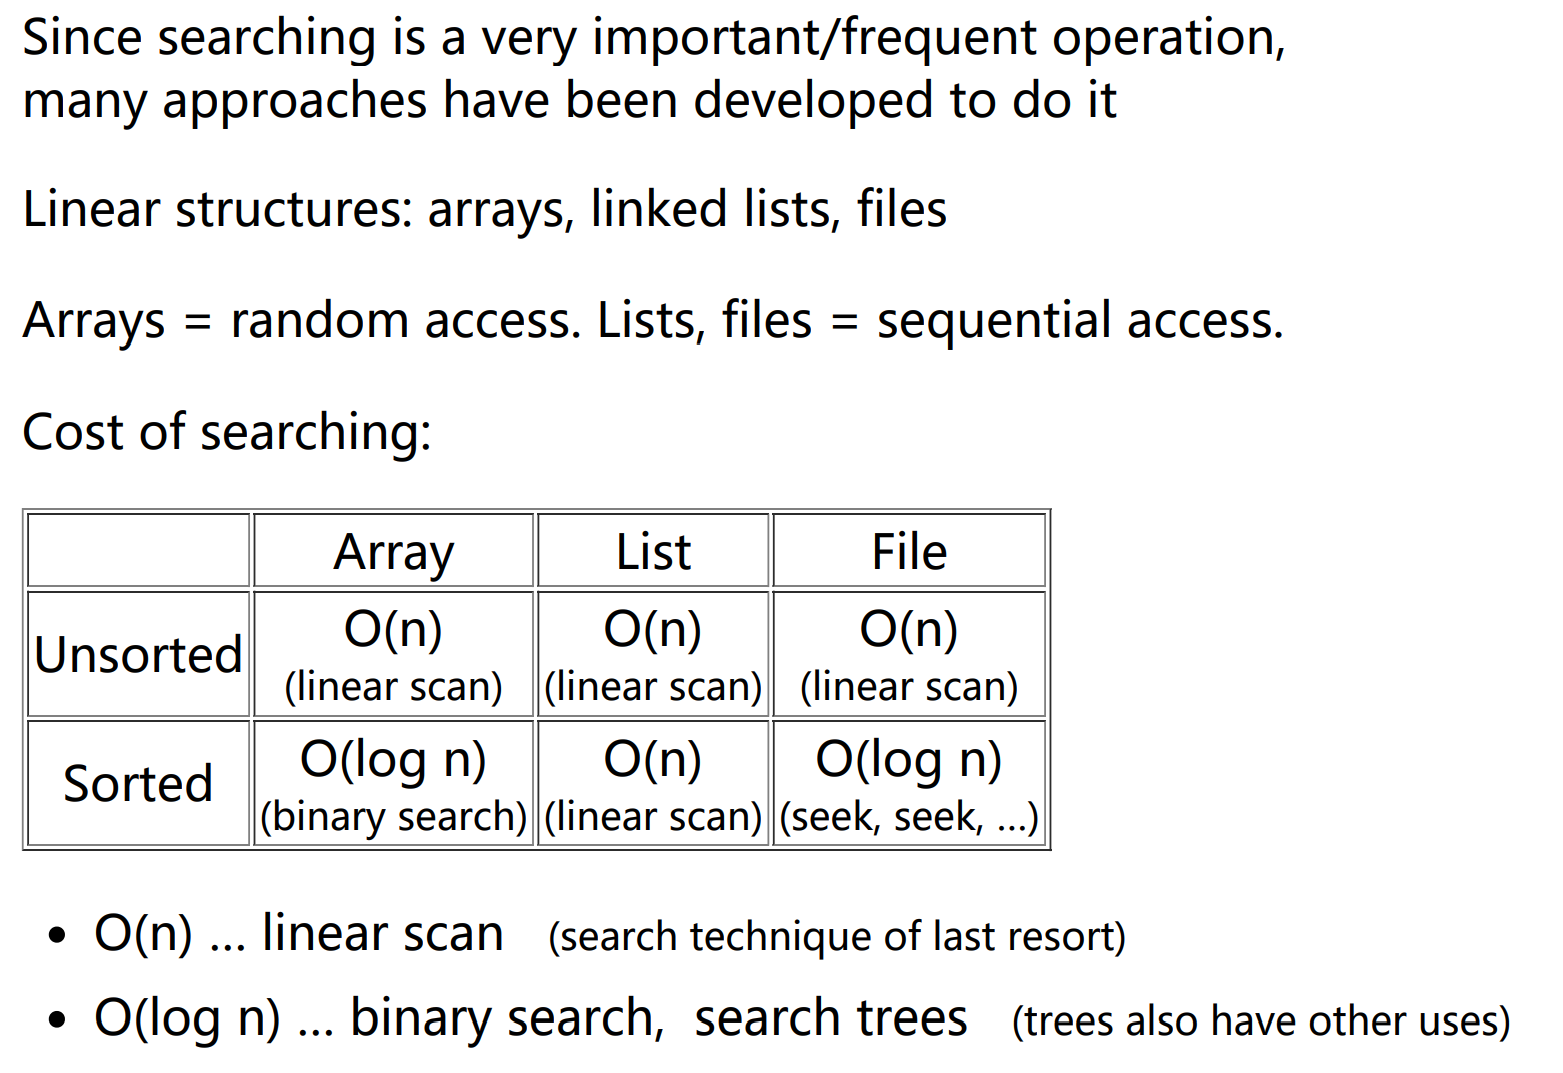 Since searching is a very important/frequent operation,
many approaches have been developed to do it
Linear structures: arrays, linked lists, files
Arrays = random access. Lists, files = sequential access.
Cost of searching:
Array List File
Unsorted O(n) (linear scan) O(n) (linear scan) O(n) (linear scan)
Sorted O(log n) (binary search) O(n) (linear scan) O(log n) (seek, seek, ...)
• O(n) ... linear scan (search technique of last resort)
• O(log n) ... binary search, search trees (trees also have other uses)